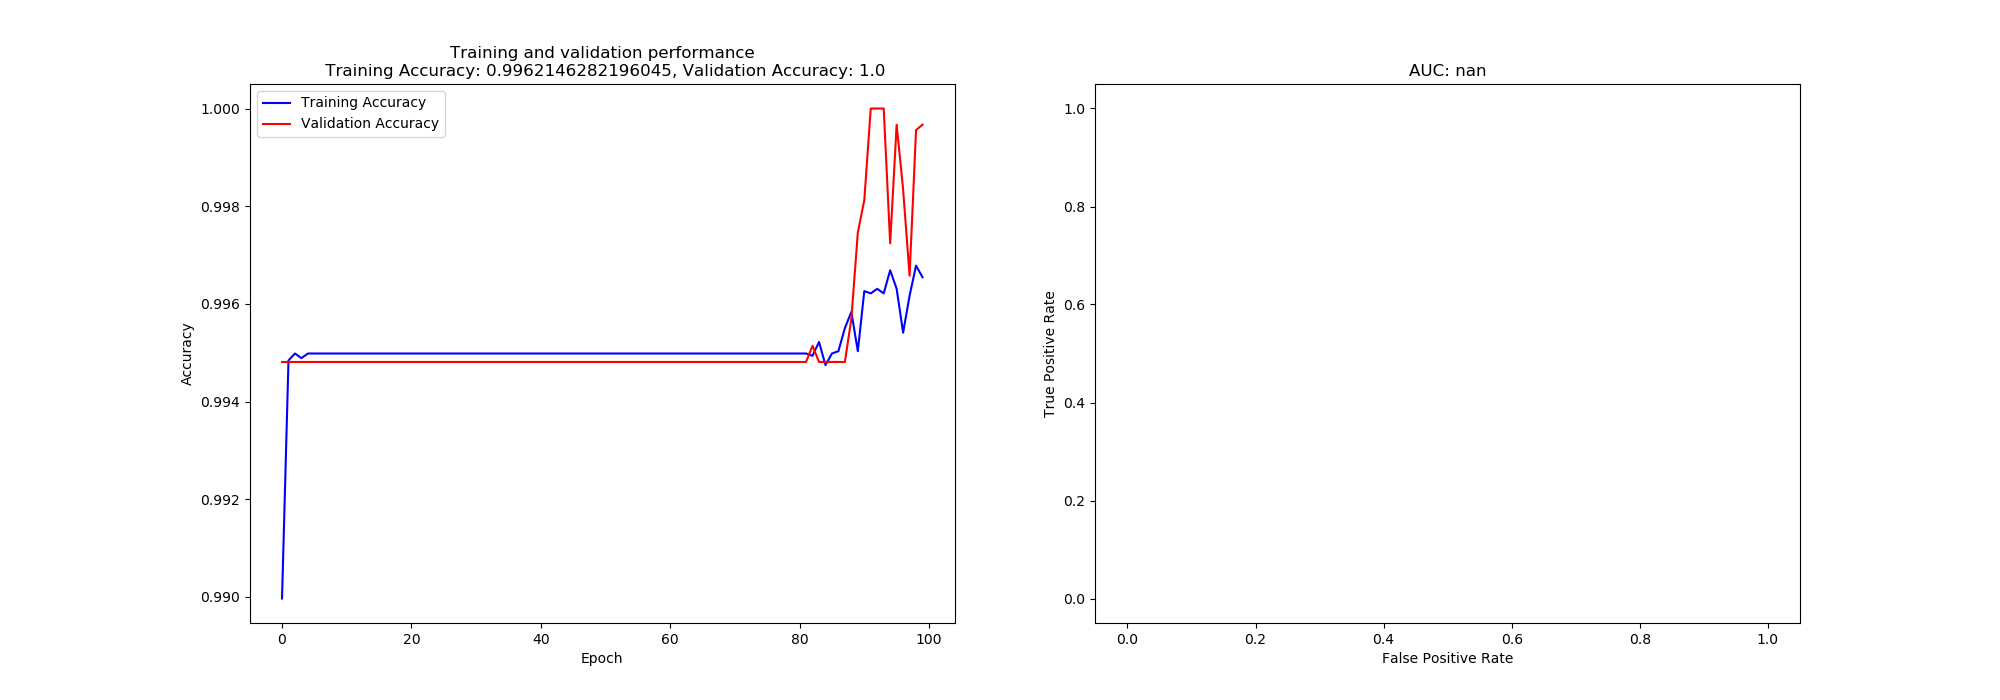 Training and validation performance
Training Accuracy: 0.9962146282196045, Validation Accuracy: 1.0
Training Accuracy
Validation Accuracy
1.000
0.998
0.996
0.994
0.992
0.990
Accuracy
0
20
40
60
80
100
Epoch
AUC: nan
1.0
0.8
0.6
0.4
0.2
0.0
True Positive Rate
0.0
0.2
0.4
0.6
0.8
1.0
False Positive Rate